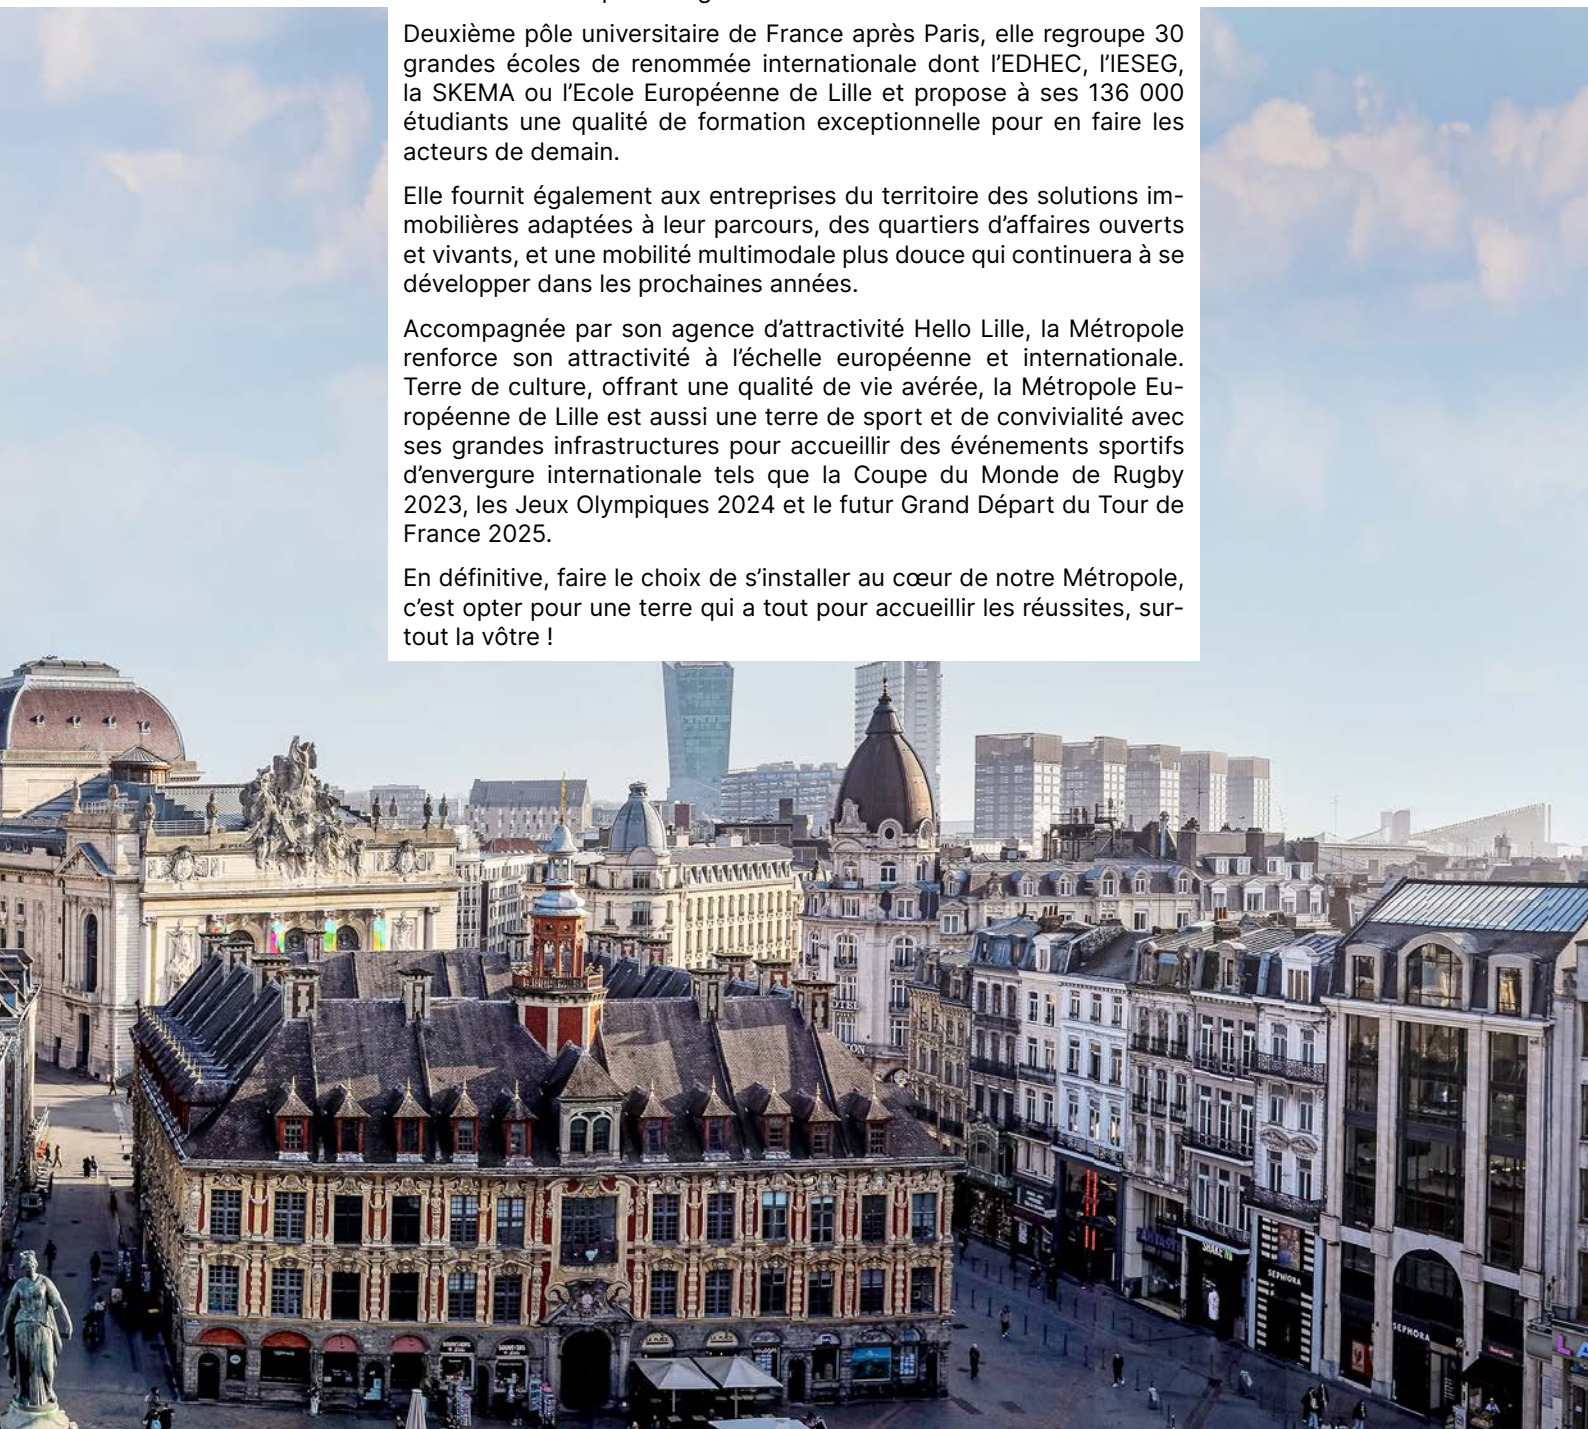 Deuxième pôle universitaire de France après Paris, elle regroupe 30
grandes écoles de renommée internationale dont l’EDHEC, l’IESEG,
la SKEMA ou l’Ecole Européenne de Lille et propose à ses 136 000
étudiants une qualité de formation exceptionnelle pour en faire les
acteurs de demain.
Elle fournit également aux entreprises du territoire des solutions im-
mobilières adaptées à leur parcours, des quartiers d’affaires ouverts
et vivants, et une mobilité multimodale plus douce qui continuera à se
développer dans les prochaines années.
Accompagnée par son agence d’attractivité Hello Lille, la Métropole
renforce son attractivité à l’échelle européenne et internationale.
Terre de culture, offrant une qualité de vie avérée, la Métropole Eu-
ropéenne de Lille est aussi une terre de sport et de convivialité avec
ses grandes infrastructures pour accueillir des événements sportifs
d’envergure internationale tels que la Coupe du Monde de Rugby
2023, les Jeux Olympiques 2024 et le futur Grand Départ du Tour de
France 2025.
En définitive, faire le choix de s’installer au cœur de notre Métropole,
c’est opter pour une terre qui a tout pour accueillir les réussites, sur-
tout la vôtre !
SEPHORA
SEPHORA